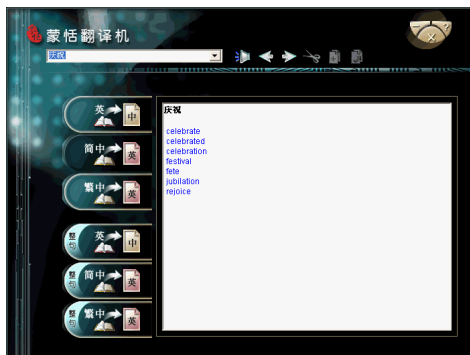 蒙恬翻译机
庆祝
英 中
简中 英
繁中 英
整句 英 中
整句 简中 英
整句 繁中 英
庆祝
celebrate
celebrated
celebration
festival
fete
jubilation
rejoice